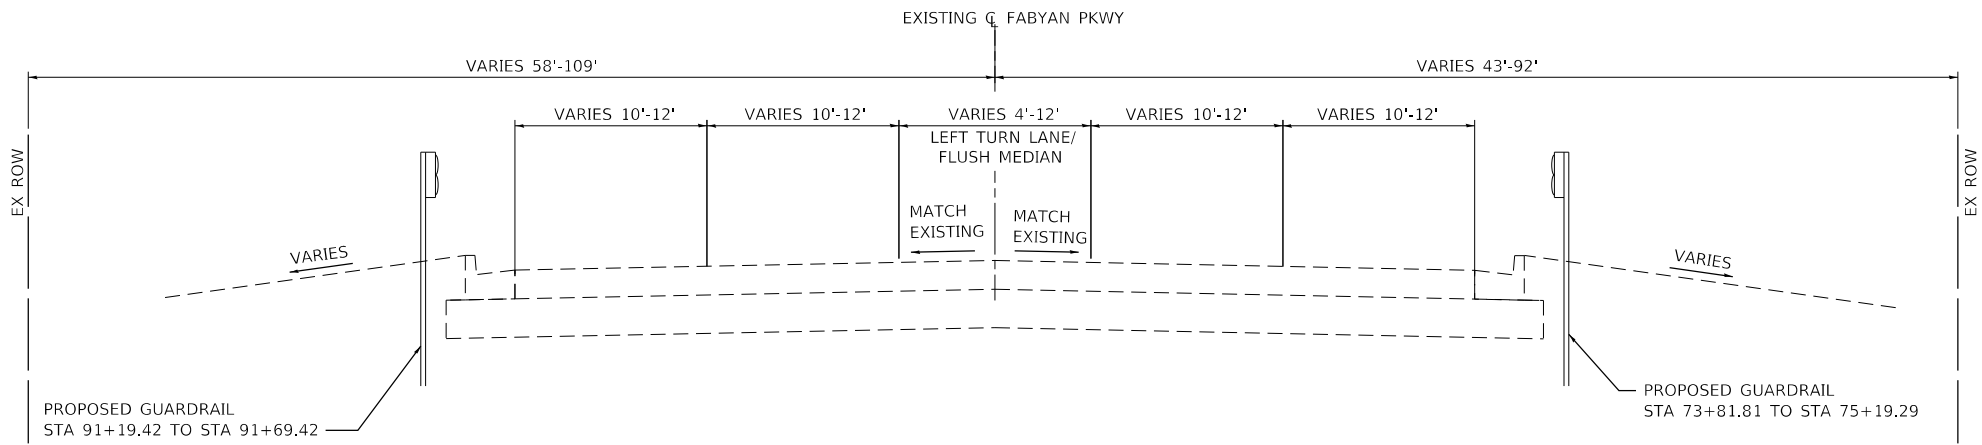 EXISTING ℄ FABYAN PKWY
VARIES 58'-109'
VARIES 43'-92'
VARIES 10'-12'
VARIES 10'-12'
VARIES 4'-12'
VARIES 10'-12'
VARIES 10'-12'
LEFT TURN LANE/
FLUSH MEDIAN
EX ROW
EX ROW
MATCH
EXISTING
MATCH
EXISTING
VARIES
VARIES
PROPOSED GUARDRAIL
STA 91+19.42 TO STA 91+69.42
PROPOSED GUARDRAIL
STA 73+81.81 TO STA 75+19.29